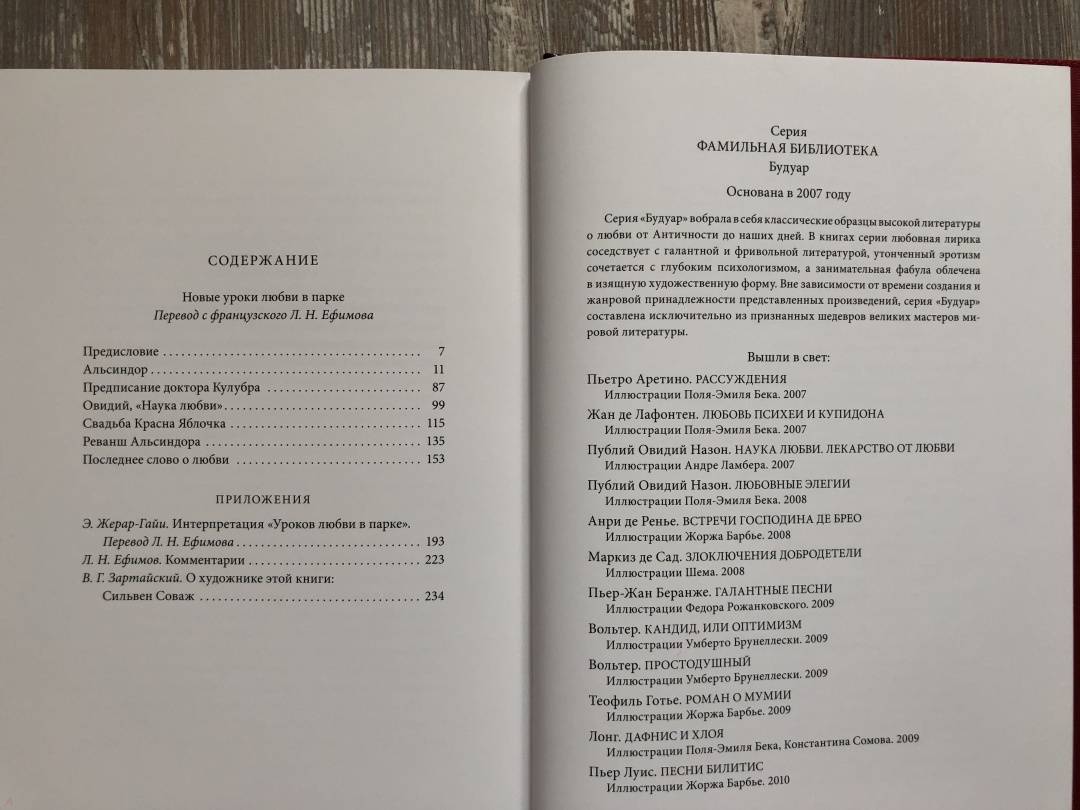 СОДЕРЖАНИЕ
Новые уроки любви в парке
Перевод с французского Л. Н. Ефимова
Предисловие . . . . . . . . . . . . . . . . . . . . 7
Альсиндор . . . . . . . . . . . . . . . . . . . . 11
Предписание доктора Кулубра . . . . . . . . . . . . . . . . . . . . 87
Овидий, «Наука любви» . . . . . . . . . . . . . . . . . . . . 99
Свадьба Красна Яблочка . . . . . . . . . . . . . . . . . . . . 115
Реванш Альсиндора . . . . . . . . . . . . . . . . . . . . 135
Последнее слово о любви . . . . . . . . . . . . . . . . . . . . 153
ПРИЛОЖЕНИЯ
Э. Жерар-Гайи. Интерпретация «Уроков любви в парке».
Перевод Л. Н. Ефимова . . . . . . . . . . . . . . . . . . . . 193
Л. Н. Ефимов. Комментарии . . . . . . . . . . . . . . . . . . . . 223
В. Г. Зартайский. О художнике этой книги:
Сильвен Соваж . . . . . . . . . . . . . . . . . . . . 234
Серия
ФАМИЛЬНАЯ БИБЛИОТЕКА
Будуар
Основана в 2007 году
Серия «Будуар» вобрала в себя классические образцы высокой литературы
о любви от Античности до наших дней. В книгах серии любовная лирика
соседствует с галантной и фривольной литературой, утонченный эротизм
сочетается с глубоким психологизмом, а занимательная фабула облечена
в изящную художественную форму. Вне зависимости от времени создания и
жанровой принадлежности представленных произведений, серия «Будуар»
составлена исключительно из признанных шедевров великих мастеров ми-
ровой литературы.
Вышли в свет:
Пьетро Аретино. РАССУЖДЕНИЯ
Иллюстрации Поля-Эмиля Бека. 2007
Жан де Лафонтен. ЛЮБОВЬ ПСИХЕИ И КУПИДОНА
Иллюстрации Поля-Эмиля Бека. 2007
Публий Овидий Назон. НАУКА ЛЮБВИ. ЛЕКАРСТВО ОТ ЛЮБВИ
Иллюстрации Андре Ламбера. 2007
Публий Овидий Назон. ЛЮБОВНЫЕ ЭЛЕГИИ
Иллюстрации Поля-Эмиля Бека. 2008
Анри де Ренье. ВСТРЕЧИ ГОСПОДИНА ДЕ БРЕО
Иллюстрации Жоржа Барбье. 2008
Маркиз де Сад. ЗЛОКЛЮЧЕНИЯ ДОБРОДЕТЕЛИ
Иллюстрации Шема. 2008
Пьер-Жан Беранже. ГАЛАНТНЫЕ ПЕСНИ
Иллюстрации Федора Рожанковского. 2009
Вольтер. КАНДИД, ИЛИ ОПТИМИЗМ
Иллюстрации Умберто Брунеллески. 2009
Вольтер. ПРОСТОДУШНЫЙ
Иллюстрации Умберто Брунеллески. 2009
Теофиль Готье. РОМАН О МУМИИ
Иллюстрации Жоржа Барбье. 2009
Лонг. ДАФНИС И ХЛОЯ
Иллюстрации Поля-Эмиля Бека, Константина Сомова. 2009
Пьер Луис. ПЕСНИ БИЛИТИС
Иллюстрации Жоржа Барбье. 2010